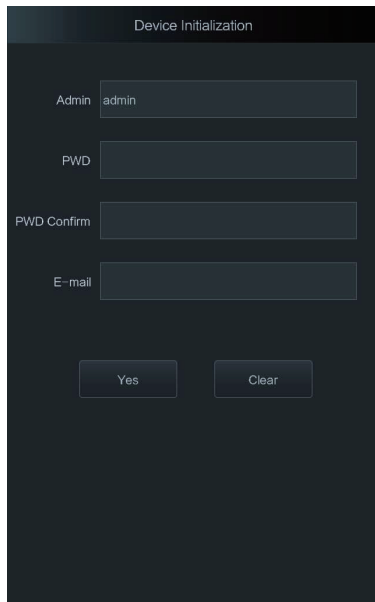 Device Initialization
Admin admin
PWD
PWD Confirm
E-mail
Yes Clear